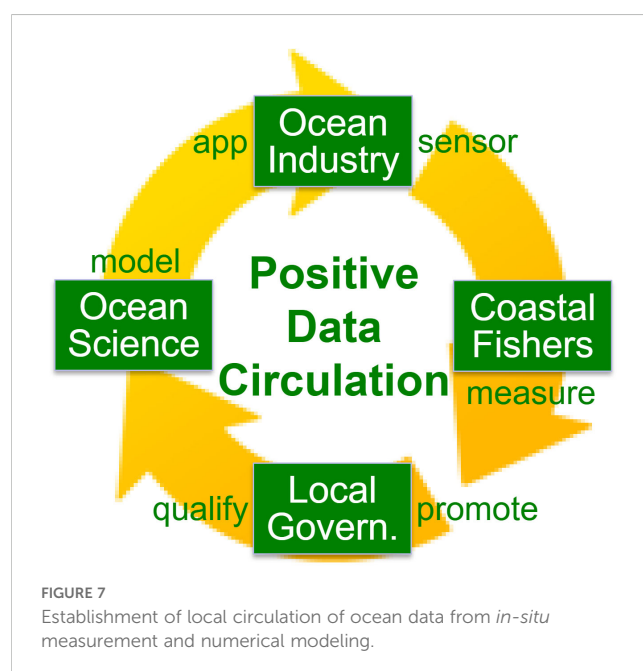 app
Ocean
Industry
sensor
model
Ocean
Science
Positive
Data
Circulation
Coastal
Fishers
measure
qualify
Local
Govern.
promote
FIGURE 7
Establishment of local circulation of ocean data from in-situ
measurement and numerical modeling.